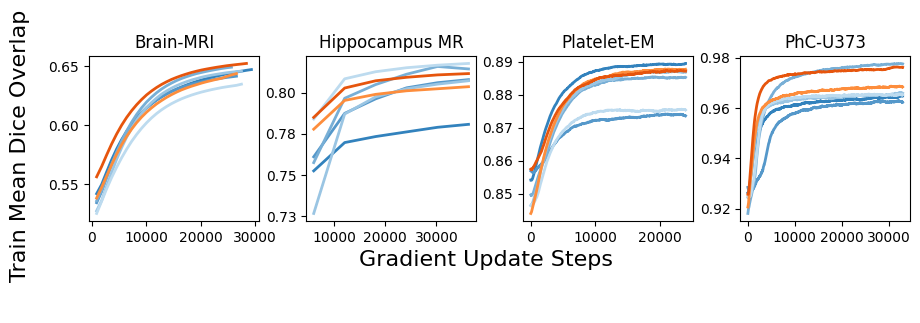 Train Mean Dice Overlap
Brain-MRI
0.65
0.60
0.55
0 10000 20000 30000
Hippocampus MR
0.80
0.78
0.75
0.73
10000 20000 30000
Platelet-EM
0.89
0.88
0.87
0.86
0.85
0 10000 20000
PhC-U373
0.98
0.96
0.94
0.92
0 10000 20000 30000
Gradient Update Steps